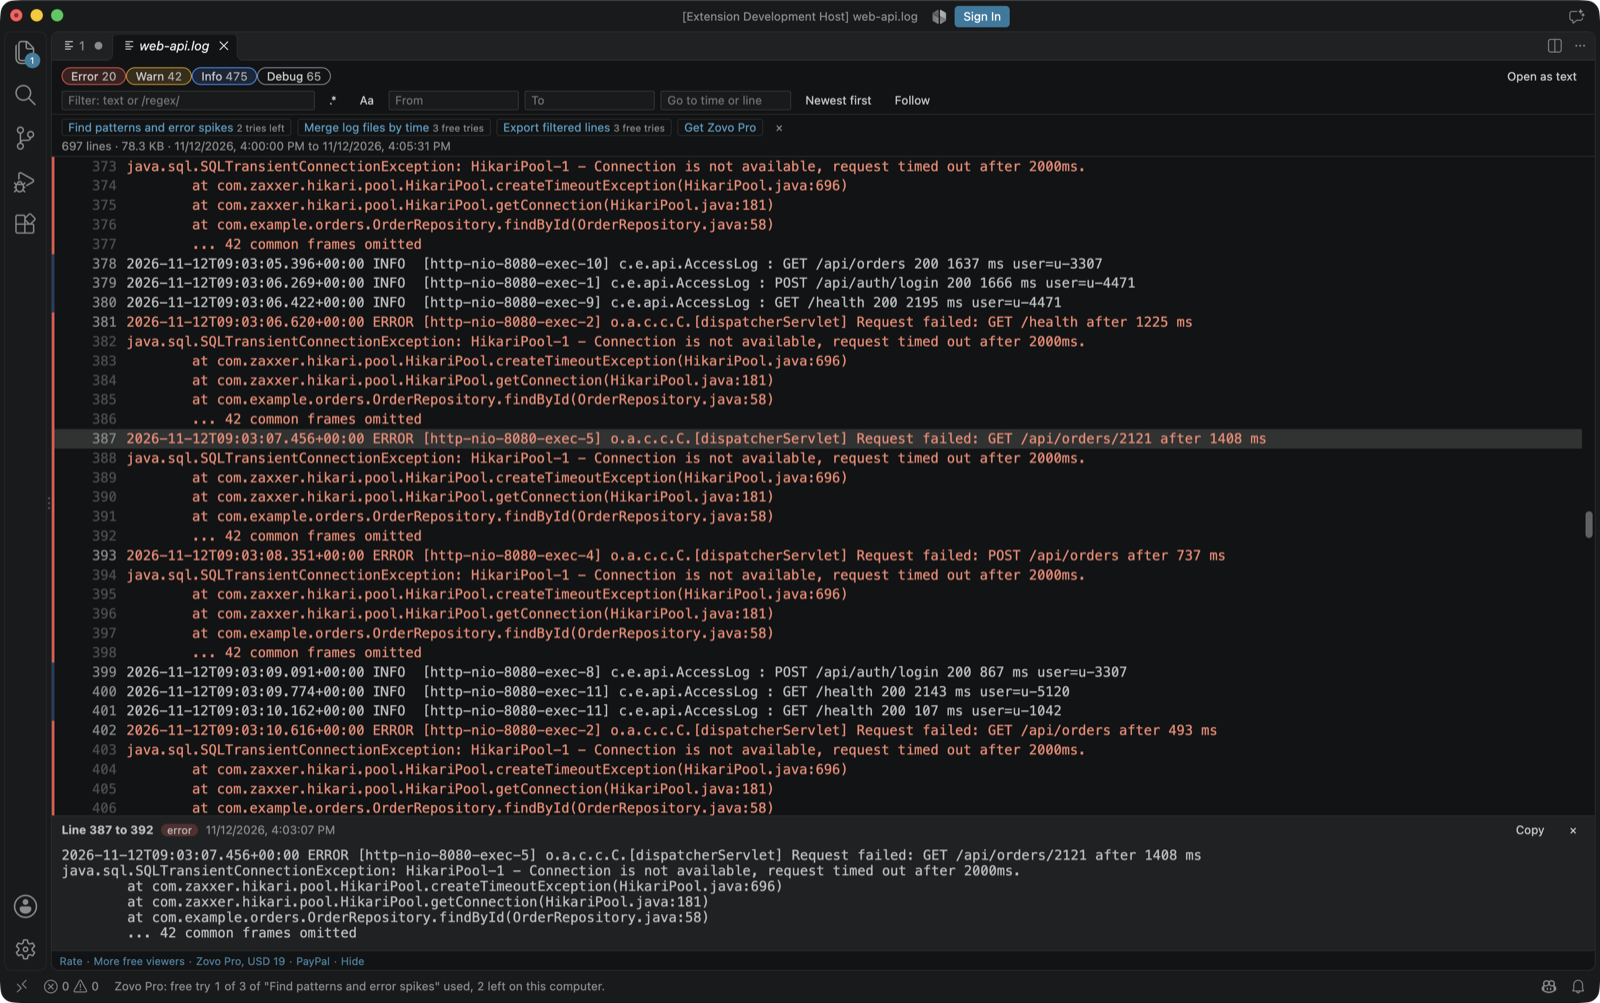 [Extension Development Host] web-api.log
Sign In
1
web-api.log
1
Error 20 Warn 42 Info 475 Debug 65
Open as text
Filter: text or /regex/ .* Aa From To Go to time or line Newest first Follow
Find patterns and error spikes 2 tries left Merge log files by time 3 free tries Export filtered lines 3 free tries Get Zovo Pro ×
697 lines · 78.3 KB · 11/12/2026, 4:00:00 PM to 11/12/2026, 4:05:31 PM
373 java.sql.SQLTransientConnectionException: HikariPool-1 - Connection is not available, request timed out after 2000ms.
374 at com.zaxxer.hikari.pool.HikariPool.createTimeoutException(HikariPool.java:696)
375 at com.zaxxer.hikari.pool.HikariPool.getConnection(HikariPool.java:181)
376 at com.example.orders.OrderRepository.findById(OrderRepository.java:58)
377 ... 42 common frames omitted
378 2026-11-12T09:03:05.396+00:00 INFO [http-nio-8080-exec-10] c.e.api.AccessLog : GET /api/orders 200 1637 ms user=u-3307
379 2026-11-12T09:03:06.269+00:00 INFO [http-nio-8080-exec-1] c.e.api.AccessLog : POST /api/auth/login 200 1666 ms user=u-4471
380 2026-11-12T09:03:06.422+00:00 INFO [http-nio-8080-exec-9] c.e.api.AccessLog : GET /health 200 2195 ms user=u-4471
381 2026-11-12T09:03:06.620+00:00 ERROR [http-nio-8080-exec-2] o.a.c.c.C.[dispatcherServlet] Request failed: GET /health after 1225 ms
382 java.sql.SQLTransientConnectionException: HikariPool-1 - Connection is not available, request timed out after 2000ms.
383 at com.zaxxer.hikari.pool.HikariPool.createTimeoutException(HikariPool.java:696)
384 at com.zaxxer.hikari.pool.HikariPool.getConnection(HikariPool.java:181)
385 at com.example.orders.OrderRepository.findById(OrderRepository.java:58)
386 ... 42 common frames omitted
387 2026-11-12T09:03:07.456+00:00 ERROR [http-nio-8080-exec-5] o.a.c.c.C.[dispatcherServlet] Request failed: GET /api/orders/2121 after 1408 ms
388 java.sql.SQLTransientConnectionException: HikariPool-1 - Connection is not available, request timed out after 2000ms.
389 at com.zaxxer.hikari.pool.HikariPool.createTimeoutException(HikariPool.java:696)
390 at com.zaxxer.hikari.pool.HikariPool.getConnection(HikariPool.java:181)
391 at com.example.orders.OrderRepository.findById(OrderRepository.java:58)
392 ... 42 common frames omitted
393 2026-11-12T09:03:08.351+00:00 ERROR [http-nio-8080-exec-4] o.a.c.c.C.[dispatcherServlet] Request failed: POST /api/orders after 737 ms
394 java.sql.SQLTransientConnectionException: HikariPool-1 - Connection is not available, request timed out after 2000ms.
395 at com.zaxxer.hikari.pool.HikariPool.createTimeoutException(HikariPool.java:696)
396 at com.zaxxer.hikari.pool.HikariPool.getConnection(HikariPool.java:181)
397 at com.example.orders.OrderRepository.findById(OrderRepository.java:58)
398 ... 42 common frames omitted
399 2026-11-12T09:03:09.091+00:00 INFO [http-nio-8080-exec-8] c.e.api.AccessLog : POST /api/auth/login 200 867 ms user=u-3307
400 2026-11-12T09:03:09.774+00:00 INFO [http-nio-8080-exec-11] c.e.api.AccessLog : GET /health 200 2143 ms user=u-5120
401 2026-11-12T09:03:10.162+00:00 INFO [http-nio-8080-exec-11] c.e.api.AccessLog : GET /health 200 107 ms user=u-1042
402 2026-11-12T09:03:10.616+00:00 ERROR [http-nio-8080-exec-2] o.a.c.c.C.[dispatcherServlet] Request failed: GET /api/orders after 493 ms
403 java.sql.SQLTransientConnectionException: HikariPool-1 - Connection is not available, request timed out after 2000ms.
404 at com.zaxxer.hikari.pool.HikariPool.createTimeoutException(HikariPool.java:696)
405 at com.zaxxer.hikari.pool.HikariPool.getConnection(HikariPool.java:181)
406 at com.example.orders.OrderRepository.findById(OrderRepository.java:58)
Line 387 to 392 error 11/12/2026, 4:03:07 PM Copy ×
2026-11-12T09:03:07.456+00:00 ERROR [http-nio-8080-exec-5] o.a.c.c.C.[dispatcherServlet] Request failed: GET /api/orders/2121 after 1408 ms
java.sql.SQLTransientConnectionException: HikariPool-1 - Connection is not available, request timed out after 2000ms.
at com.zaxxer.hikari.pool.HikariPool.createTimeoutException(HikariPool.java:696)
at com.zaxxer.hikari.pool.HikariPool.getConnection(HikariPool.java:181)
at com.example.orders.OrderRepository.findById(OrderRepository.java:58)
... 42 common frames omitted
Rate · More free viewers · Zovo Pro, USD 19 · PayPal · Hide
0 0 Zovo Pro: free try 1 of 3 of "Find patterns and error spikes" used, 2 left on this computer.